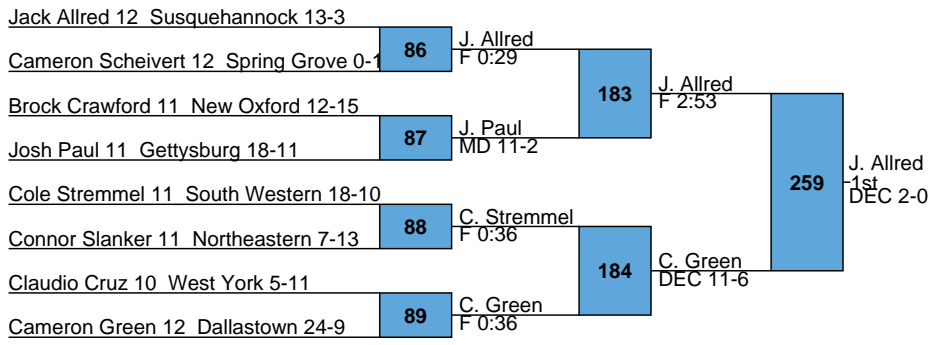 Jack Allred 12 Susquehannock 13-3
86
J. Allred
F 0:29
Cameron Scheivert 12 Spring Grove 0-1
183
J. Allred
F 2:53
Brock Crawford 11 New Oxford 12-15
87
J. Paul
MD 11-2
Josh Paul 11 Gettysburg 18-11
259
J. Allred
1st
DEC 2-0
Cole Stremmel 11 South Western 18-10
88
C. Stremmel
F 0:36
Connor Slanker 11 Northeastern 7-13
184
C. Green
DEC 11-6
Claudio Cruz 10 West York 5-11
89
C. Green
F 0:36
Cameron Green 12 Dallastown 24-9